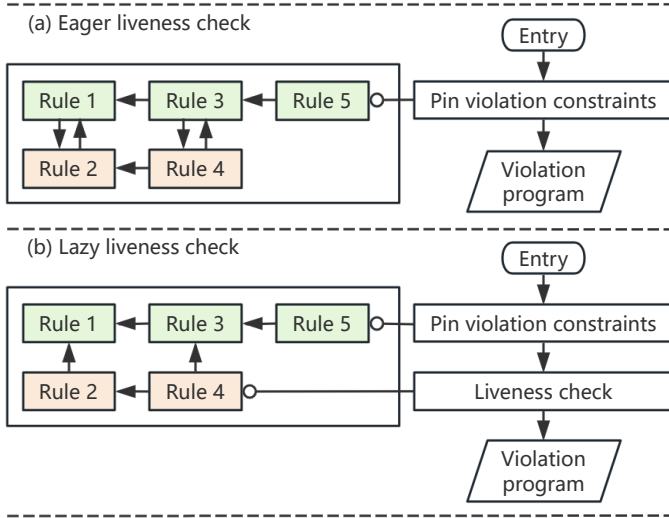 (a) Eager liveness check
Entry
Rule 1
Rule 3
Rule 5
Pin violation constraints
Rule 2
Rule 4
Violation
program
(b) Lazy liveness check
Entry
Rule 1
Rule 3
Rule 5
Pin violation constraints
Rule 2
Rule 4
Liveness check
Violation
program